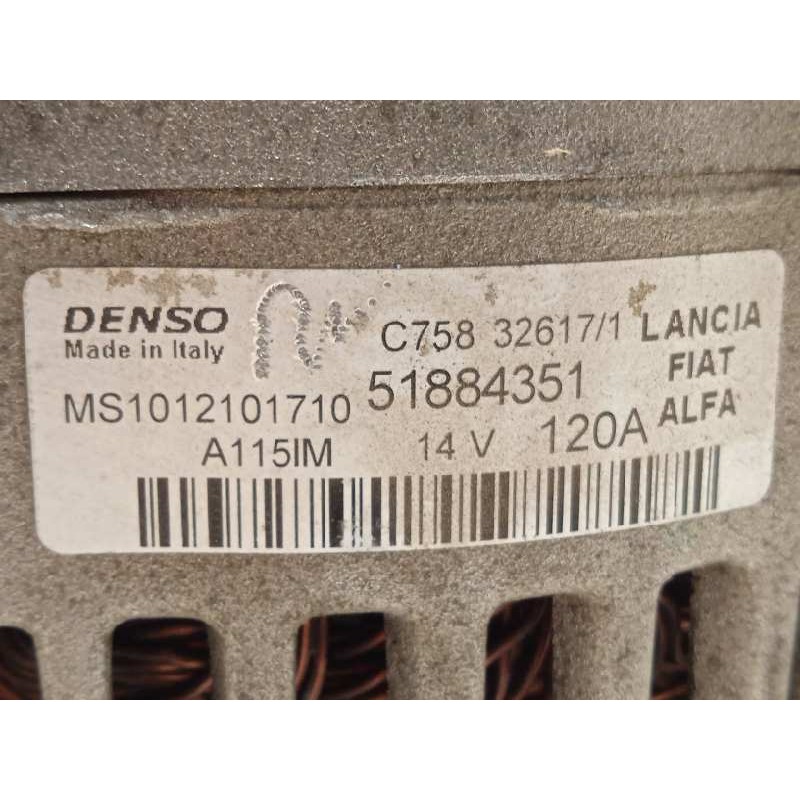 DENSO
Made in Italy
C758 32617/1
LANCIA
FIAT
ALFA
MS1012101710
51884351
A115IM
14 V
120A